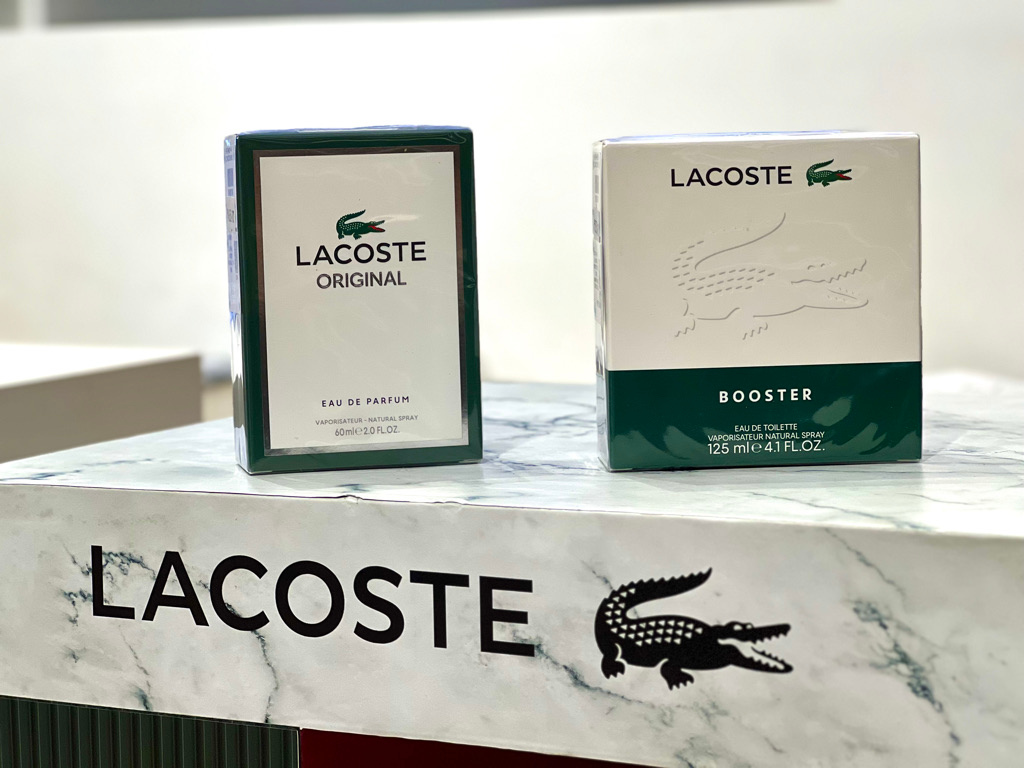 LACOSTE
ORIGINAL
EAU DE PARFUM
VAPORISATEUR - NATURAL SPRAY
60ml ℮ 2.0 FL.OZ.
LACOSTE
BOOSTER
EAU DE TOILETTE
VAPORISATEUR NATURAL SPRAY
125 ml ℮ 4.1 FL.OZ.
LACOSTE